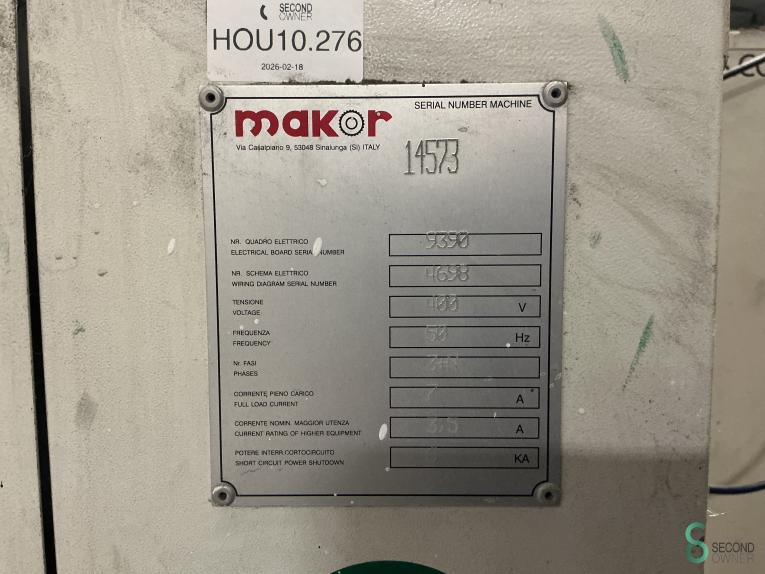 SECOND
OWNER
HOU10.276
2026-02-18
SERIAL NUMBER MACHINE
makor
Via Casalpiano 9, 53048 Sinalunga (SI) ITALY
14573
NR. QUADRO ELETTRICO
ELECTRICAL BOARD SERIAL NUMBER
9390
NR. SCHEMA ELETTRICO
WIRING DIAGRAM SERIAL NUMBER
4698
TENSIONE
VOLTAGE
400 V
FREQUENZA
FREQUENCY
50 Hz
Nr. FASI
PHASES
CORRENTE PIENO CARICO
FULL LOAD CURRENT
7 A
CORRENTE NOMIN. MAGGIOR UTENZA
CURRENT RATING OF HIGHER EQUIPMENT
3,5 A
POTERE INTERR.CORTOCIRCUITO
SHORT CIRCUIT POWER SHUTDOWN
KA
SECOND
OWNER